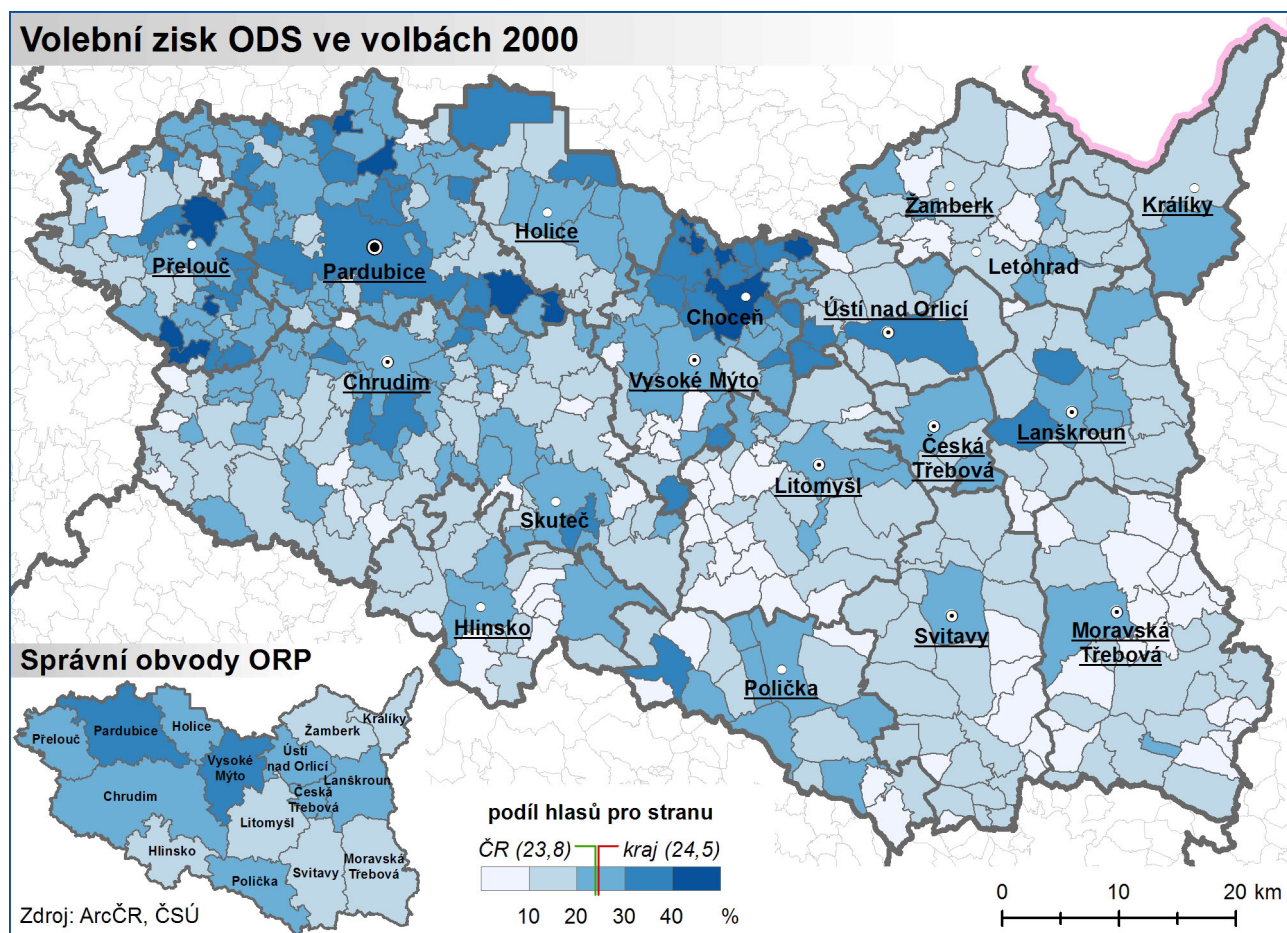 Volební zisk ODS ve volbách 2000
Žamberk
Králíky
Holice
Letohrad
Přelouč
Pardubice
Choceň
Ústí nad Orlicí
Chrudim
Vysoké Mýto
Lanškroun
Česká
Třebová
Litomyšl
Skuteč
Hlinsko
Svitavy
Moravská
Třebová
Polička
Správní obvody ORP
Králíky
Žamberk
Holice
Pardubice
Přelouč
Ústí
nad Orlicí
Vysoké
Mýto
Lanškroun
Chrudim
Česká
Třebová
Litomyšl
Hlinsko
Moravská
Třebová
Svitavy
Polička
Zdroj: ArcČR, ČSÚ
podíl hlasů pro stranu
ČR (23,8) kraj (24,5)
10 20 30 40 %
0 10 20 km